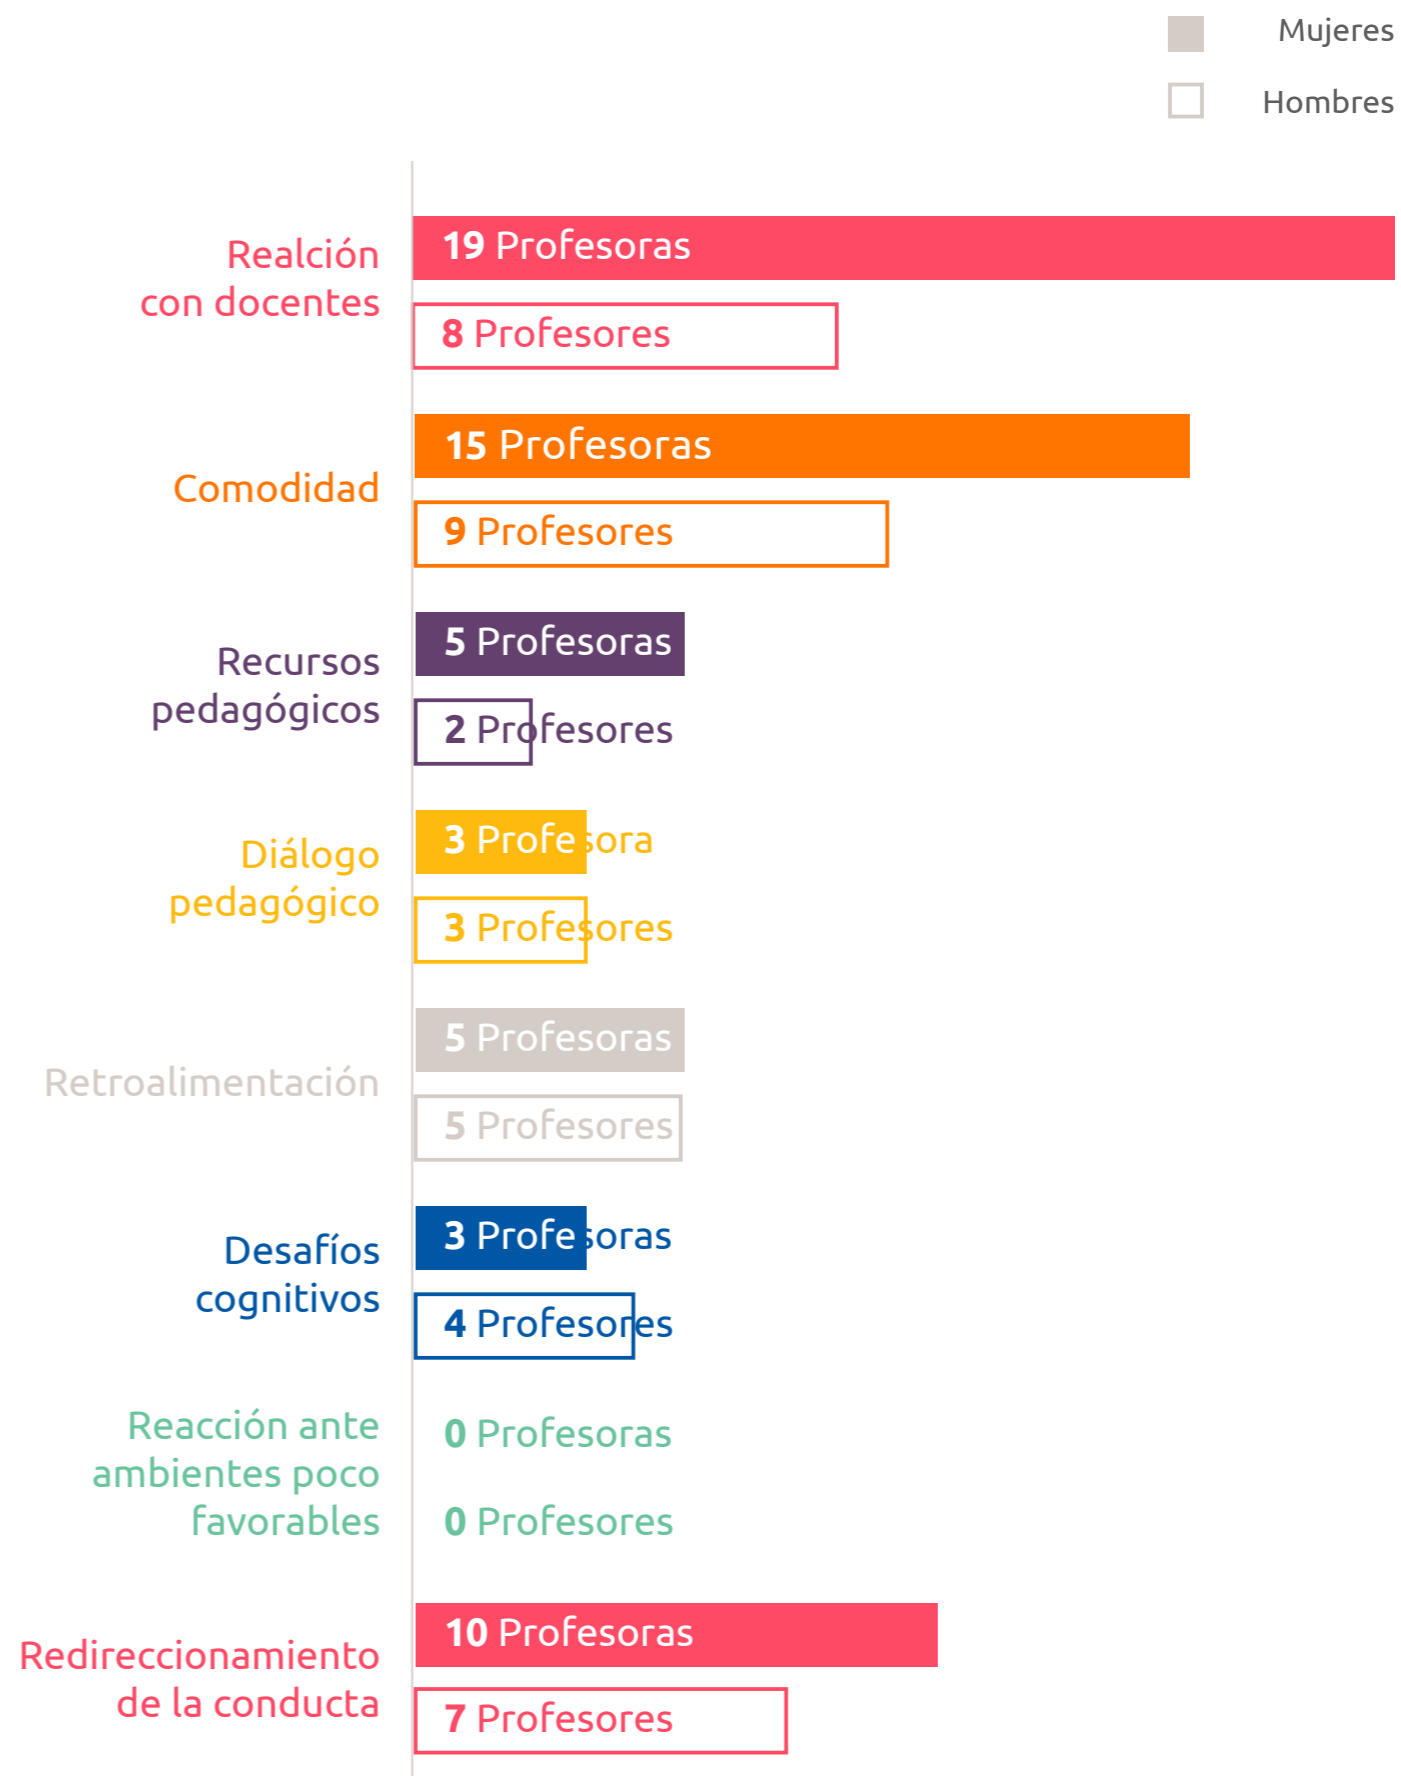 Mujeres
Hombres
Realción
con docentes
19 Profesoras
8 Profesores
Comodidad
15 Profesoras
9 Profesores
Recursos
pedagógicos
5 Profesoras
2 Profesores
Diálogo
pedagógico
3 Profesora
3 Profesores
Retroalimentación
5 Profesoras
5 Profesores
Desafíos
cognitivos
3 Profesoras
4 Profesores
Reacción ante
ambientes poco
favorables
0 Profesoras
0 Profesores
Redireccionamiento
de la conducta
10 Profesoras
7 Profesores